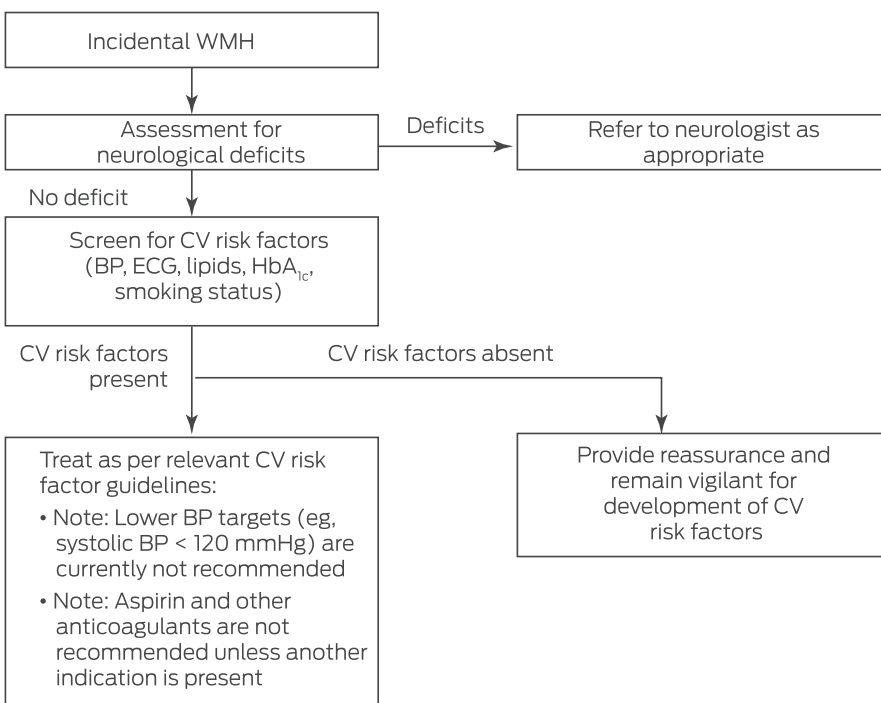 Incidental WMH
Assessment for
neurological deficits
Deficits
Refer to neurologist as
appropriate
No deficit
Screen for CV risk factors
(BP, ECG, lipids, HbA1c,
smoking status)
CV risk factors
present
CV risk factors absent
Treat as per relevant CV risk
factor guidelines:
• Note: Lower BP targets (eg,
systolic BP < 120 mmHg) are
currently not recommended
• Note: Aspirin and other
anticoagulants are not
recommended unless another
indication is present
Provide reassurance and
remain vigilant for
development of CV
risk factors